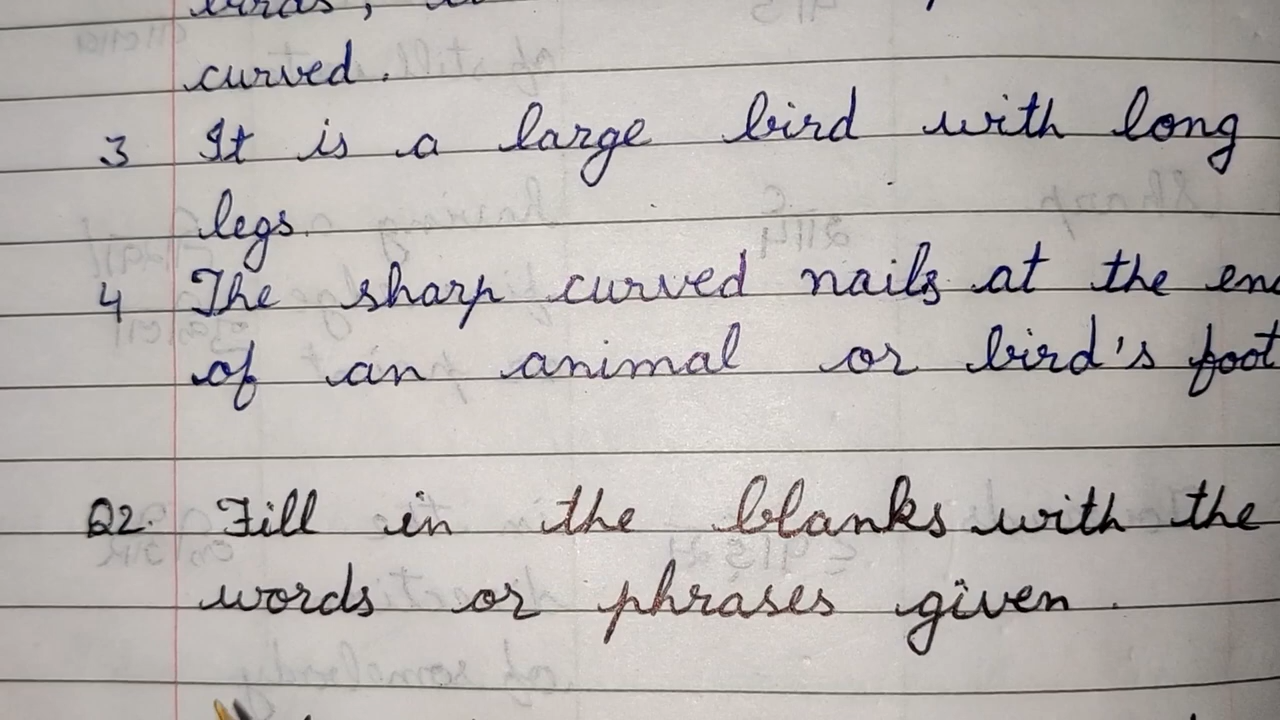 curved.
3 It is a large bird with long
legs.
4 The sharp curved nails at the en
of an animal or bird's foot
Q2. Fill in the blanks with the
words or phrases given.